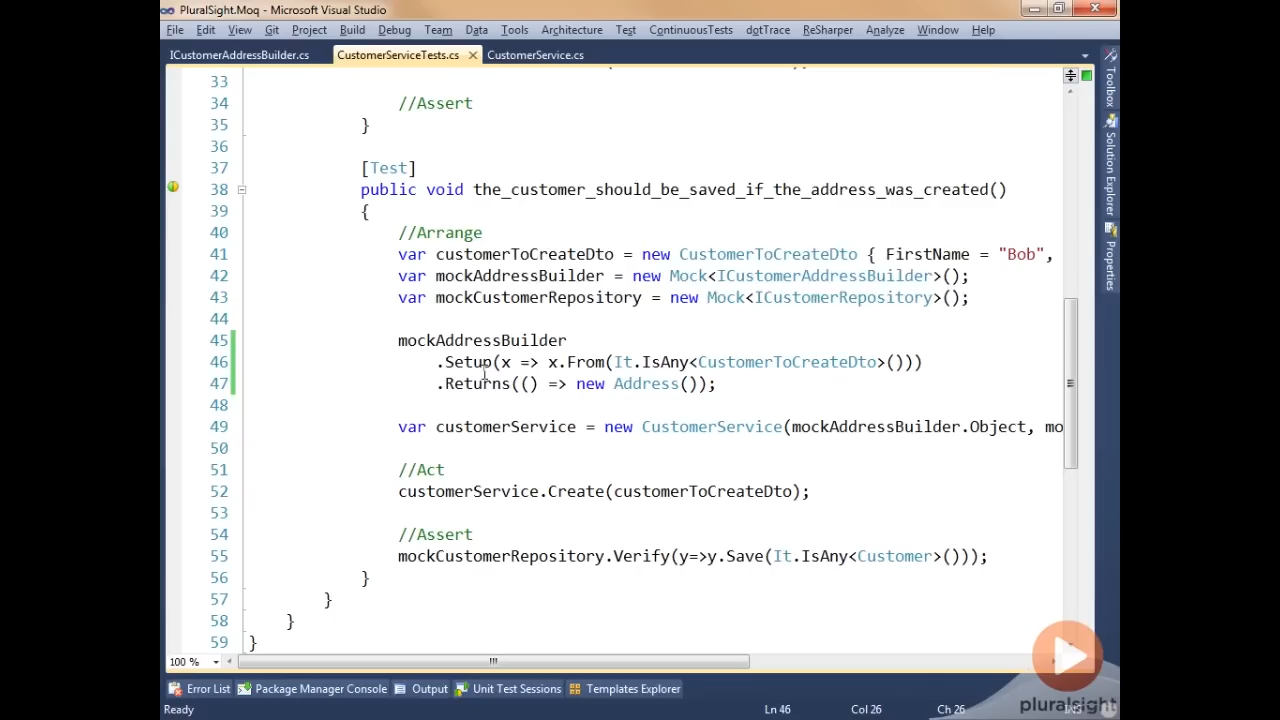 PluralSight.Moq - Microsoft Visual Studio
File Edit View Git Project Build Debug Team Data Tools Architecture Test ContinuousTests dotTrace ReSharper Analyze Window Help
ICustomerAddressBuilder.cs CustomerServiceTests.cs CustomerService.cs
33
34 //Assert
35 }
36
37 [Test]
38 public void the_customer_should_be_saved_if_the_address_was_created()
39 {
40 //Arrange
41 var customerToCreateDto = new CustomerToCreateDto { FirstName = "Bob",
42 var mockAddressBuilder = new Mock<ICustomerAddressBuilder>();
43 var mockCustomerRepository = new Mock<ICustomerRepository>();
44
45 mockAddressBuilder
46 .Setup(x => x.From(It.IsAny<CustomerToCreateDto>()))
47 .Returns(() => new Address());
48
49 var customerService = new CustomerService(mockAddressBuilder.Object, mo
50
51 //Act
52 customerService.Create(customerToCreateDto);
53
54 //Assert
55 mockCustomerRepository.Verify(y=>y.Save(It.IsAny<Customer>()));
56 }
57 }
58 }
59 }
100 %
Error List Package Manager Console Output Unit Test Sessions Templates Explorer
Ready Ln 46 Col 26 Ch 26
Toolbox
Solution Explorer
Properties
pluralsight